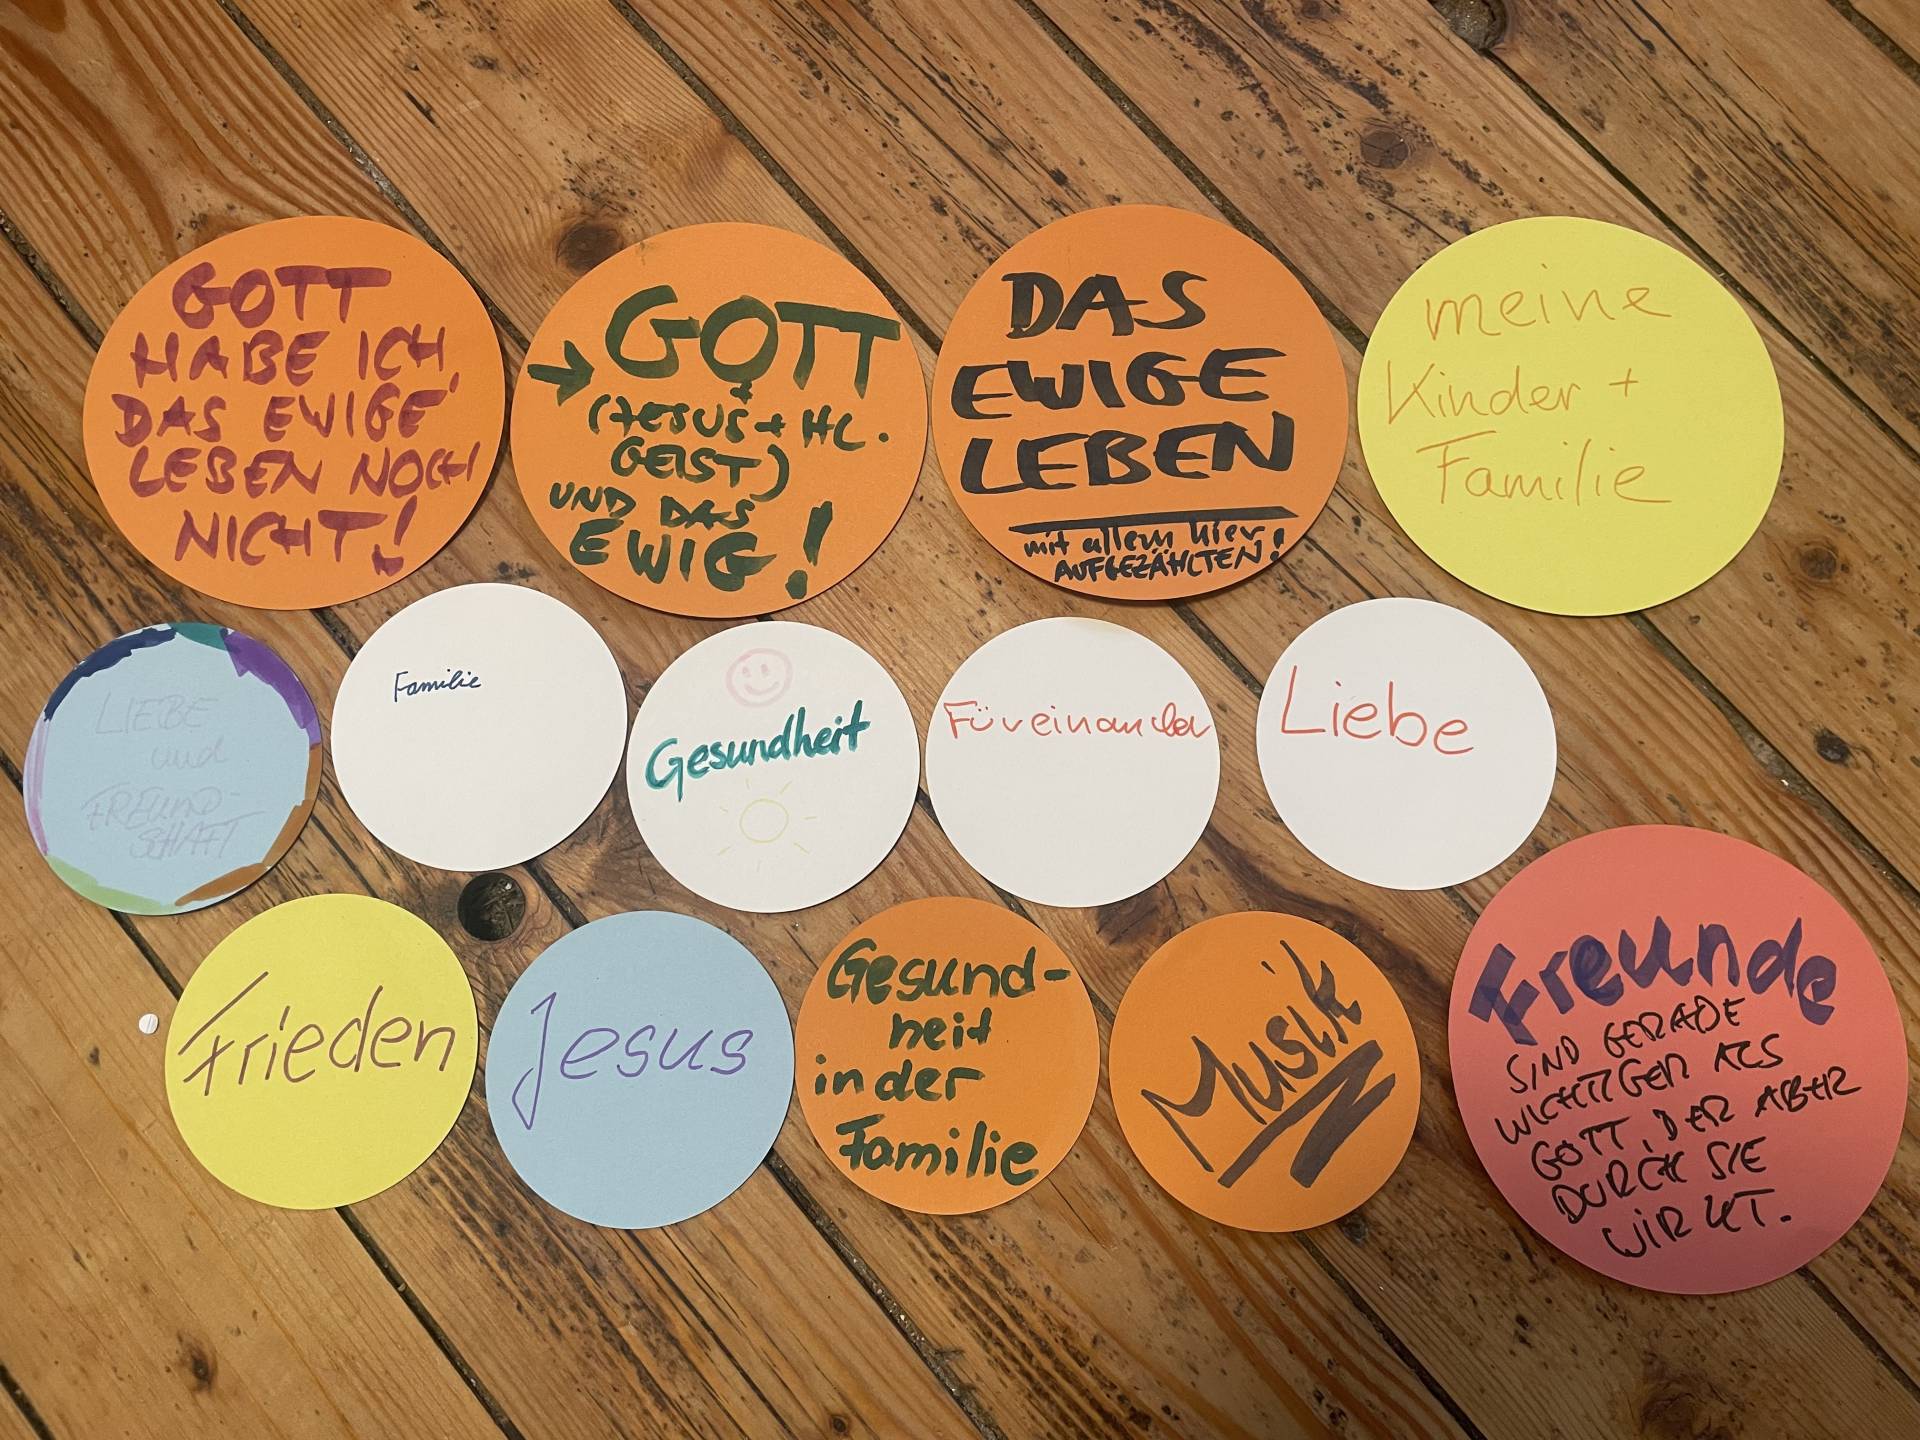 GOTT
HABE ICH,
DAS EWIGE
LEBEN NOCH
NICHT!
→ GOTT
(JESUS + HL.
GEIST)
UND DAS
EWIG!
DAS
EWIGE
LEBEN
mit allem hier
AUFGEZÄHLTEN!
meine
Kinder +
Familie
LIEBE
und
FREUND-
SCHAFT
Familie
Gesundheit
Füreinander
Liebe
Frieden
Jesus
Gesund-
heit
in der
Familie
Musik
Freunde
SIND GERADE
WICHTIGER ALS
GOTT, DER ABER
DURCH SIE
WIRKT.